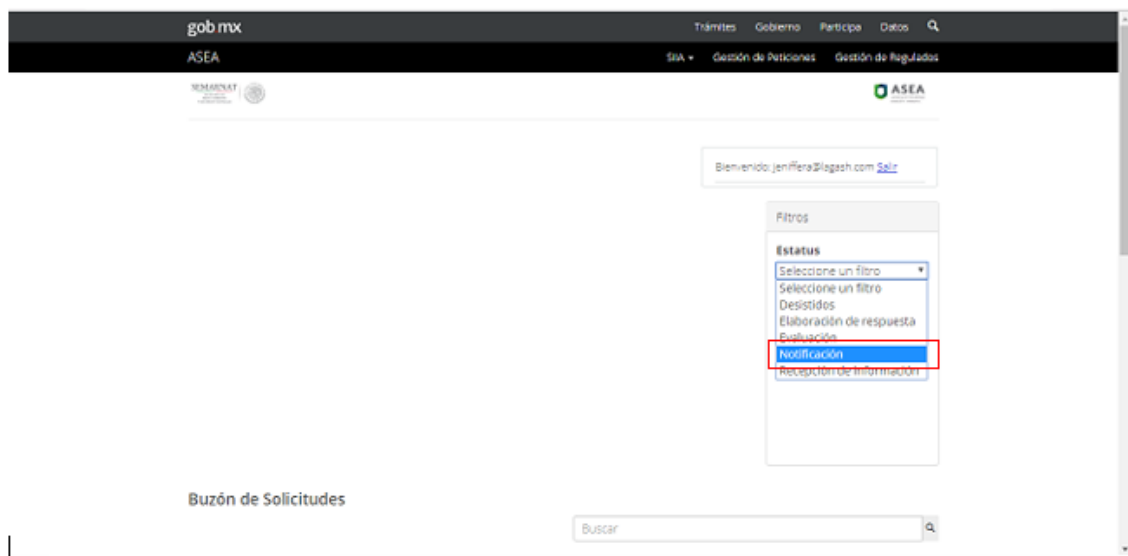 gob mx
Trámites Gobierno Participa Datos
ASEA
SIIA Gestión de Peticiones Gestión de Regulados
SEMARNAT
ASEA
Bienvenido: jeniffera@lagash.com Salir
Filtros
Estatus
Seleccione un filtro
Seleccione un filtro
Desistidos
Elaboración de respuesta
Evaluación
Notificación
Recepción de información
Buzón de Solicitudes
Buscar